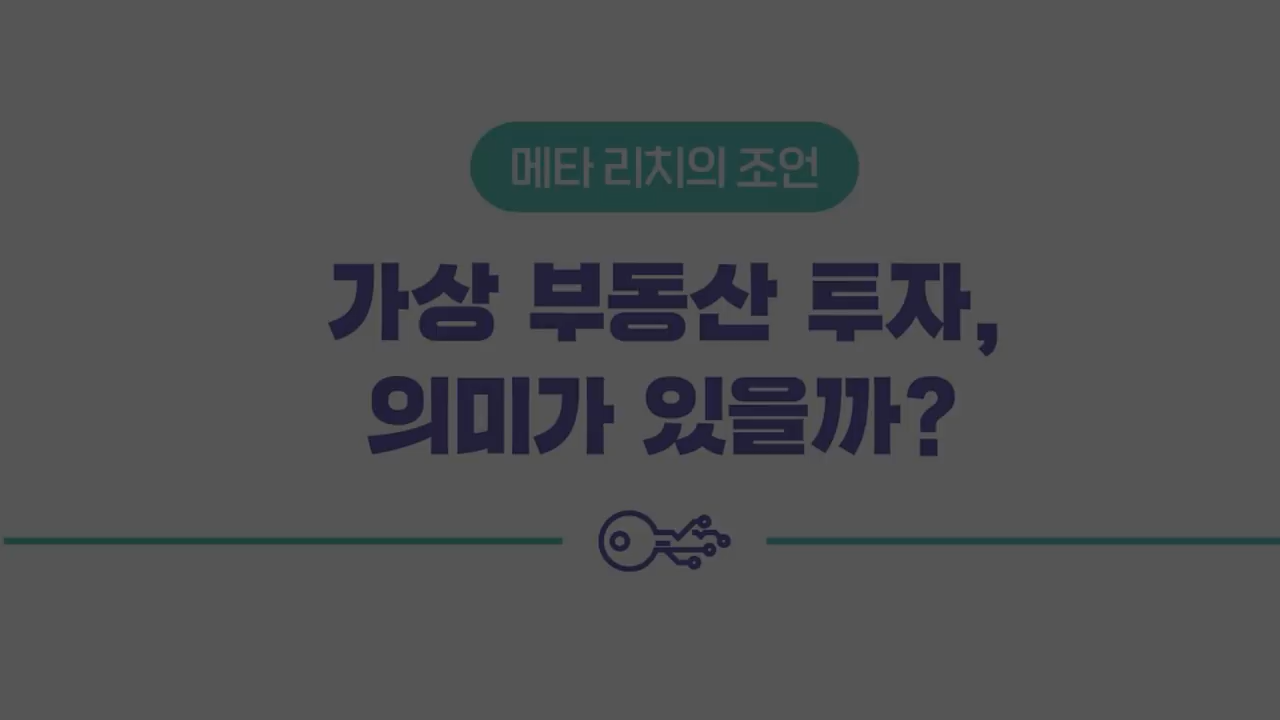 메타 리치의 조언
가상 부동산 투자,
의미가 있을까?